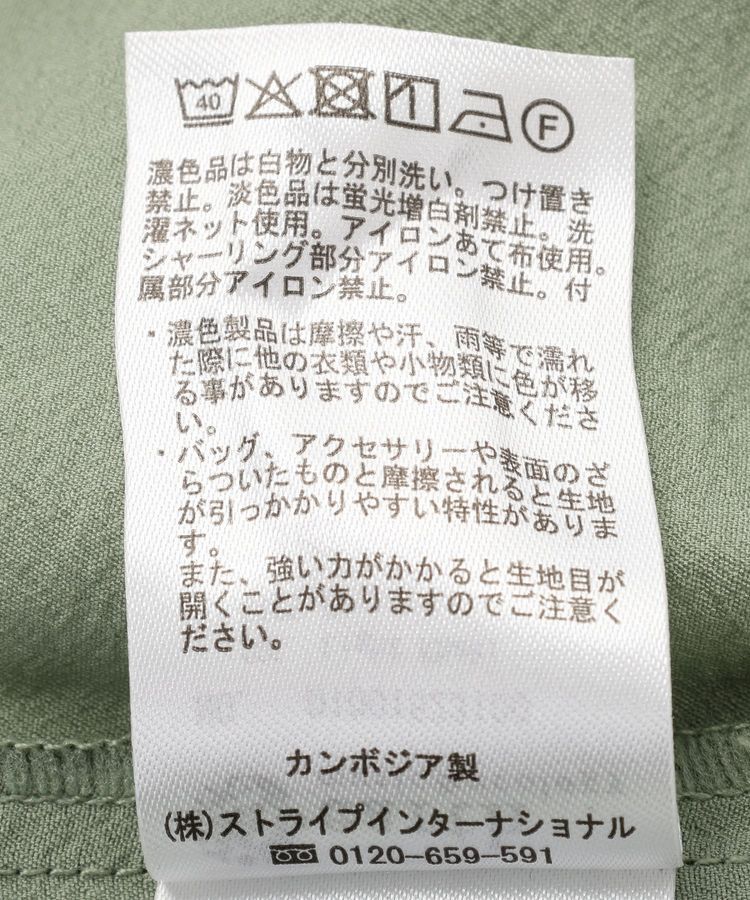 40
F
濃色品は白物と分別洗い。つけ置き
禁止。淡色品は蛍光増白剤禁止。洗
濯ネット使用。アイロンあて布使用。
シャーリング部分アイロン禁止。付
属部分アイロン禁止。
・濃色製品は摩擦や汗、雨等で濡れ
た際に他の衣類や小物類に色が移
る事がありますのでご注意くださ
い。
・バッグ、アクセサリーや表面のざ
らついたものと摩擦されると生地
が引っかかりやすい特性がありま
す。
また、強い力がかかると生地目が
開くことがありますのでご注意く
ださい。
カンボジア製
(株)ストライプインターナショナル
0120-659-591